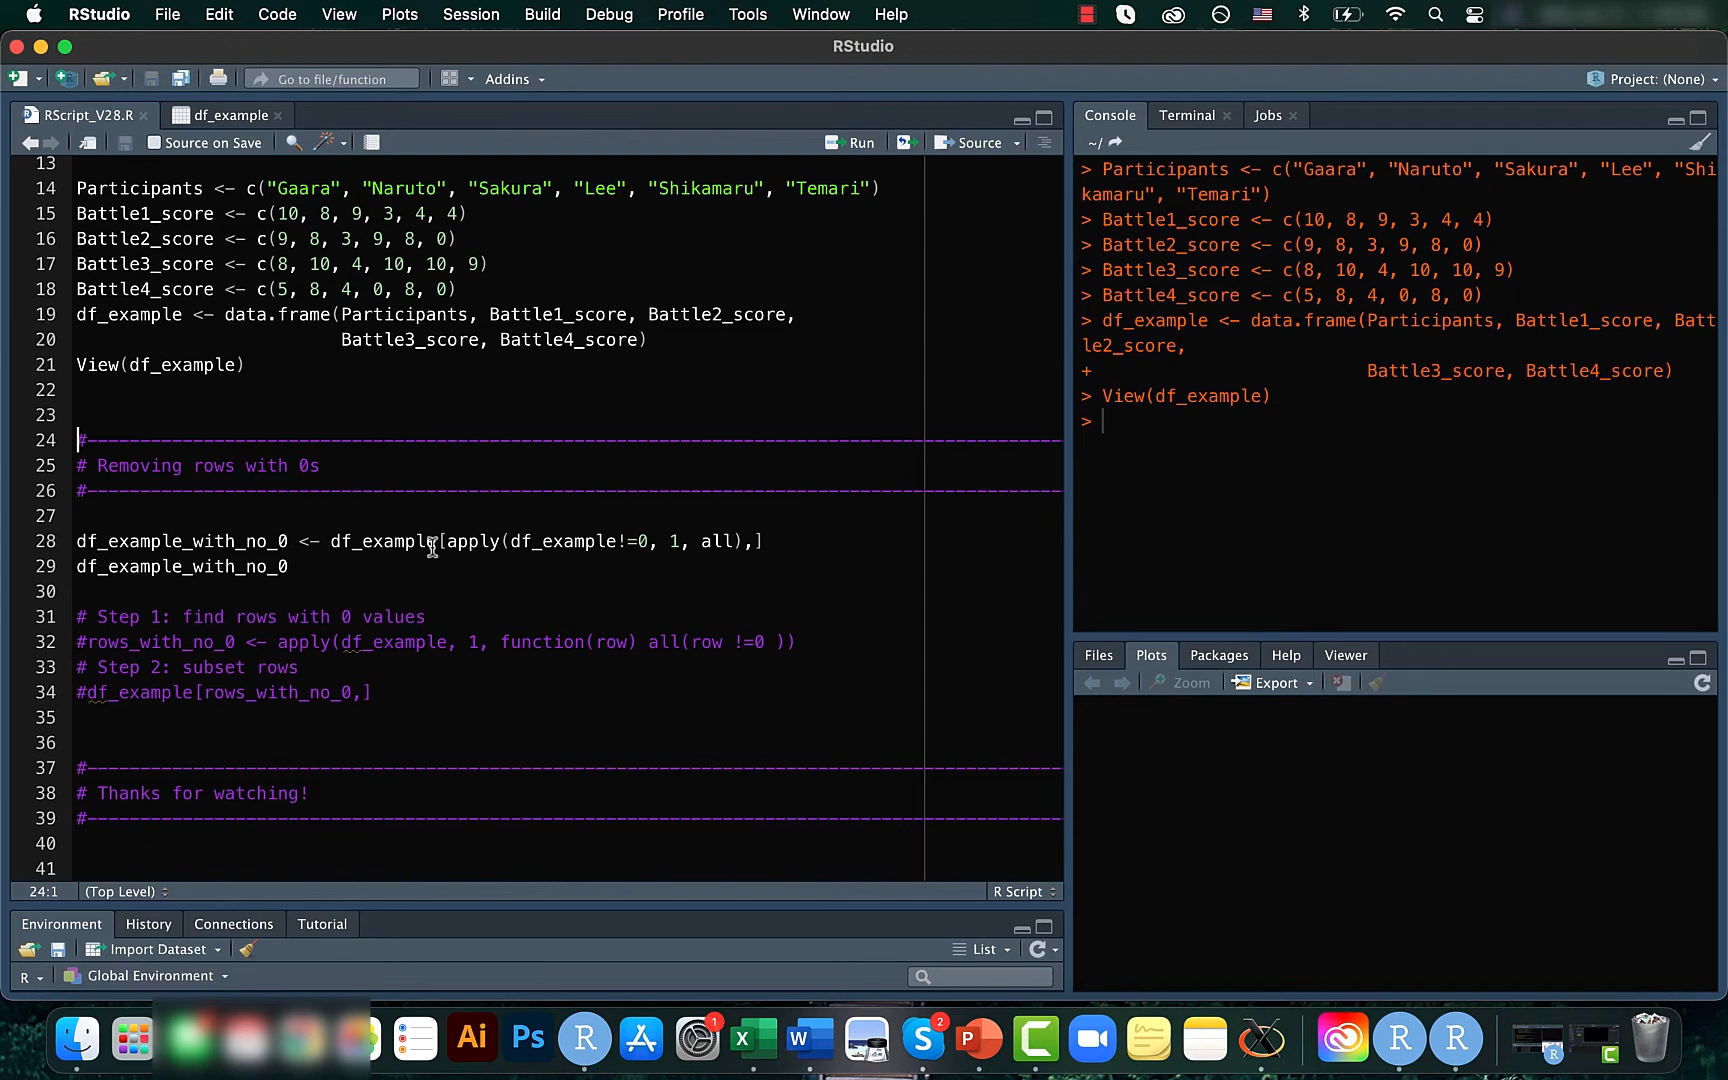 RStudio File Edit Code View Plots Session Build Debug Profile Tools Window Help
RStudio
Go to file/function Addins Project: (None)
RScript_V28.R df_example
Source on Save Run Source
13
14 Participants <- c("Gaara", "Naruto", "Sakura", "Lee", "Shikamaru", "Temari")
15 Battle1_score <- c(10, 8, 9, 3, 4, 4)
16 Battle2_score <- c(9, 8, 3, 9, 8, 0)
17 Battle3_score <- c(8, 10, 4, 10, 10, 9)
18 Battle4_score <- c(5, 8, 4, 0, 8, 0)
19 df_example <- data.frame(Participants, Battle1_score, Battle2_score,
20 Battle3_score, Battle4_score)
21 View(df_example)
22
23
24 #----------------------------------------------------------------------------------------------
25 # Removing rows with 0s
26 #----------------------------------------------------------------------------------------------
27
28 df_example_with_no_0 <- df_example[apply(df_example!=0, 1, all),]
29 df_example_with_no_0
30
31 # Step 1: find rows with 0 values
32 #rows_with_no_0 <- apply(df_example, 1, function(row) all(row !=0 ))
33 # Step 2: subset rows
34 #df_example[rows_with_no_0,]
35
36
37 #----------------------------------------------------------------------------------------------
38 # Thanks for watching!
39 #----------------------------------------------------------------------------------------------
40
41
24:1 (Top Level) R Script
Environment History Connections Tutorial
Import Dataset List
R Global Environment
Console Terminal Jobs
~/
> Participants <- c("Gaara", "Naruto", "Sakura", "Lee", "Shi
kamaru", "Temari")
> Battle1_score <- c(10, 8, 9, 3, 4, 4)
> Battle2_score <- c(9, 8, 3, 9, 8, 0)
> Battle3_score <- c(8, 10, 4, 10, 10, 9)
> Battle4_score <- c(5, 8, 4, 0, 8, 0)
> df_example <- data.frame(Participants, Battle1_score, Batt
le2_score,
+ Battle3_score, Battle4_score)
> View(df_example)
>
Files Plots Packages Help Viewer
Zoom Export
Ai Ps R 1 X W S 2 P C R R R C